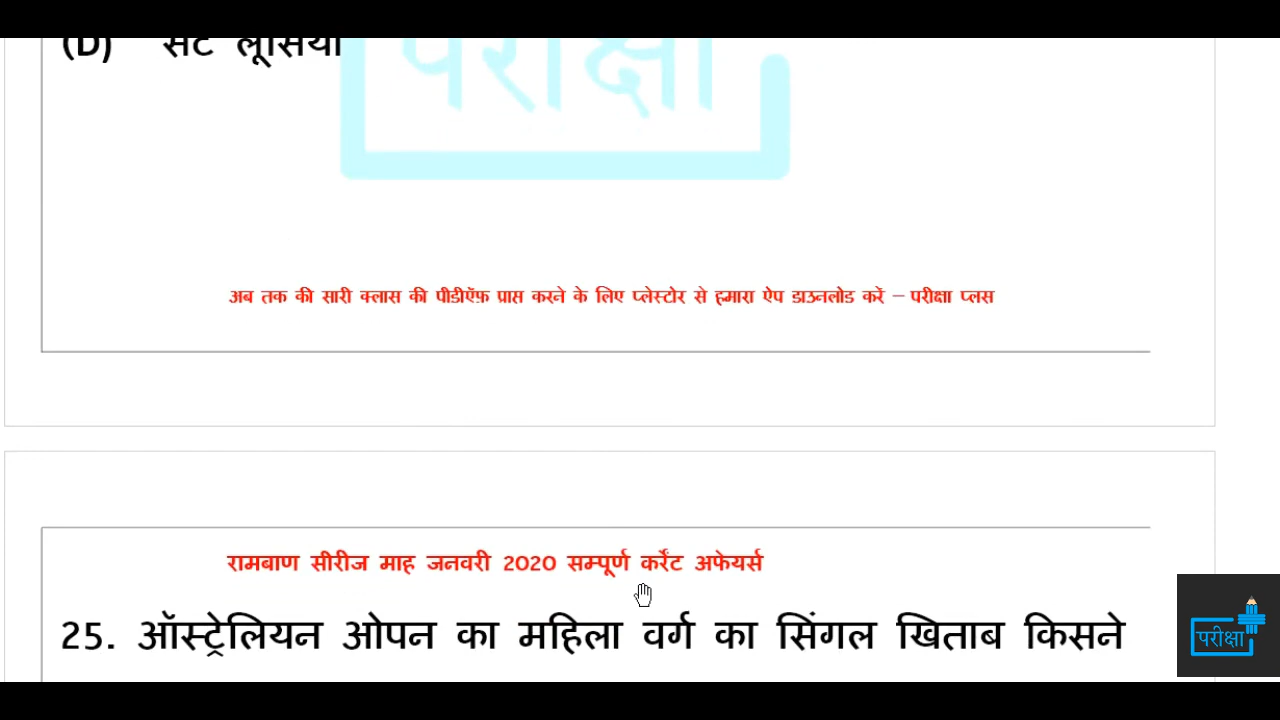 (D) सेंट लूसिया
परीक्षा
अब तक की सारी क्लास की पीडीऍफ़ प्राप्त करने के लिए प्लेस्टोर से हमारा ऐप डाउनलोड करें – परीक्षा प्लस
रामबाण सीरीज माह जनवरी 2020 सम्पूर्ण करेंट अफेयर्स
25. ऑस्ट्रेलियन ओपन का महिला वर्ग का सिंगल खिताब किसने
परीक्षा